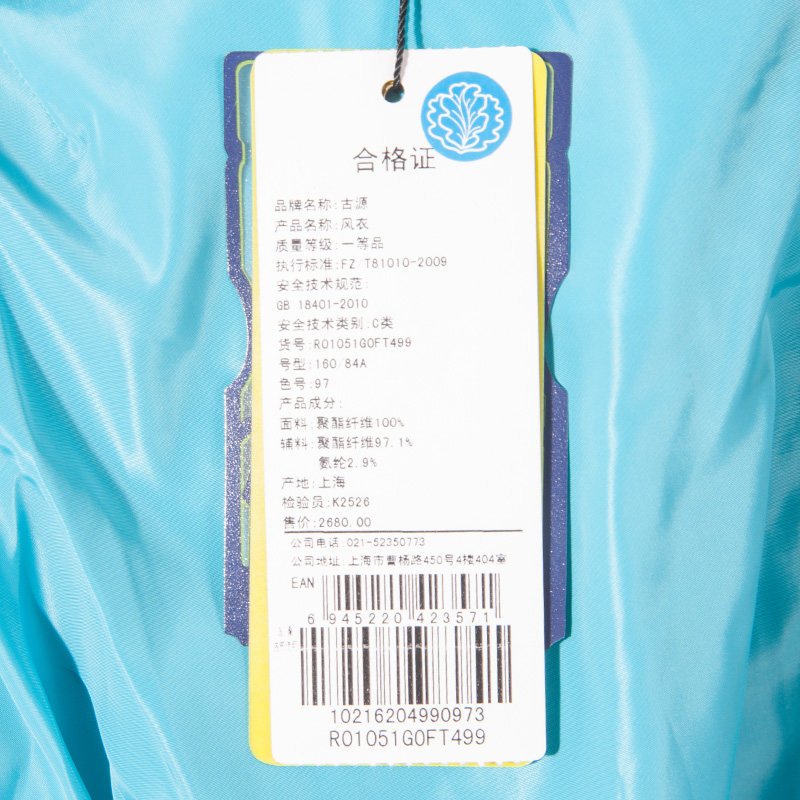 合格证
品牌名称:古源
产品名称:风衣
质量等级:一等品
执行标准:FZ T81010-2009
安全技术规范:
GB 18401-2010
安全技术类别:C类
货号:R01051G0FT499
号型:160/84A
色号:97
产品成分:
面料:聚酯纤维100%
辅料:聚酯纤维97.1%
氨纶2.9%
产地:上海
检验员:K2526
售价:2680.00
公司电话:021-52350773
公司地址:上海市曹杨路450号4楼404室
EAN
6 945220 423571
10216204990973
R01051G0FT499